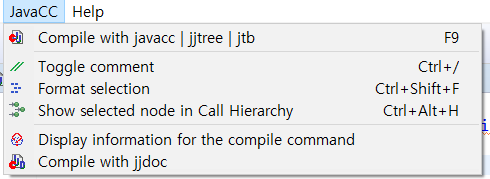 JavaCC Help
Compile with javacc | jjtree | jtb F9
Toggle comment Ctrl+/
Format selection Ctrl+Shift+F
Show selected node in Call Hierarchy Ctrl+Alt+H
Display information for the compile command
Compile with jjdoc